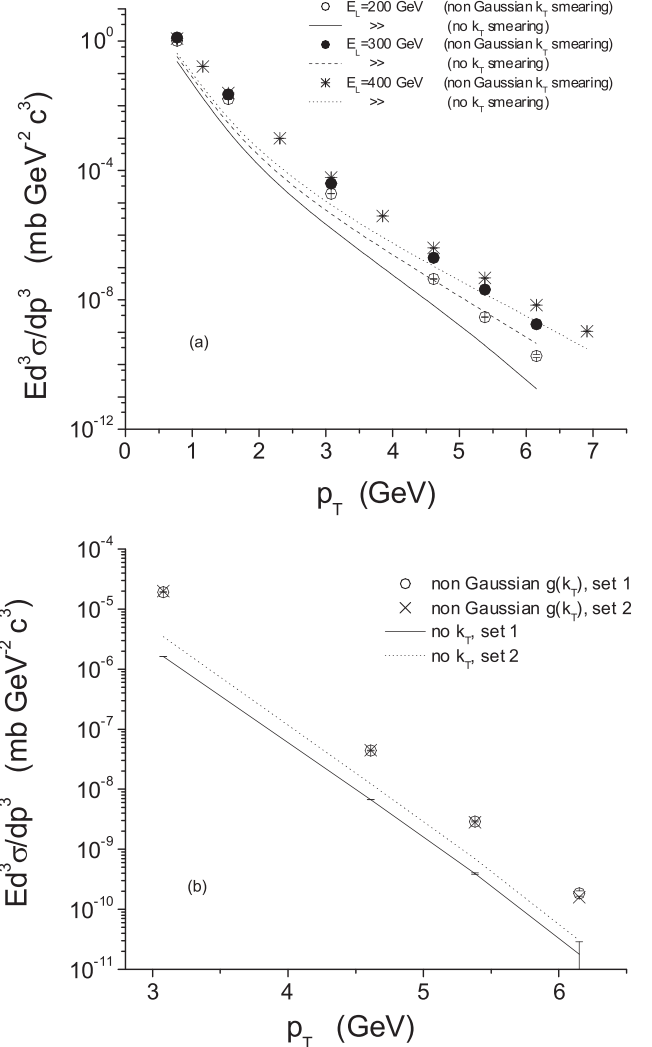 E_L=200 GeV (non Gaussian k_T smearing)
>> (no k_T smearing)
E_L=300 GeV (non Gaussian k_T smearing)
>> (no k_T smearing)
E_L=400 GeV (non Gaussian k_T smearing)
>> (no k_T smearing)
10^0
10^-4
10^-8
10^-12
Ed^3σ/dp^3 (mb GeV^-2 c^3)
(a)
0 1 2 3 4 5 6 7
p_T (GeV)
10^-4
10^-5
10^-6
10^-7
10^-8
10^-9
10^-10
10^-11
Ed^3σ/dp^3 (mb GeV^-2 c^3)
non Gaussian g(k_T), set 1
non Gaussian g(k_T), set 2
no k_T, set 1
no k_T, set 2
(b)
3 4 5 6
p_T (GeV)